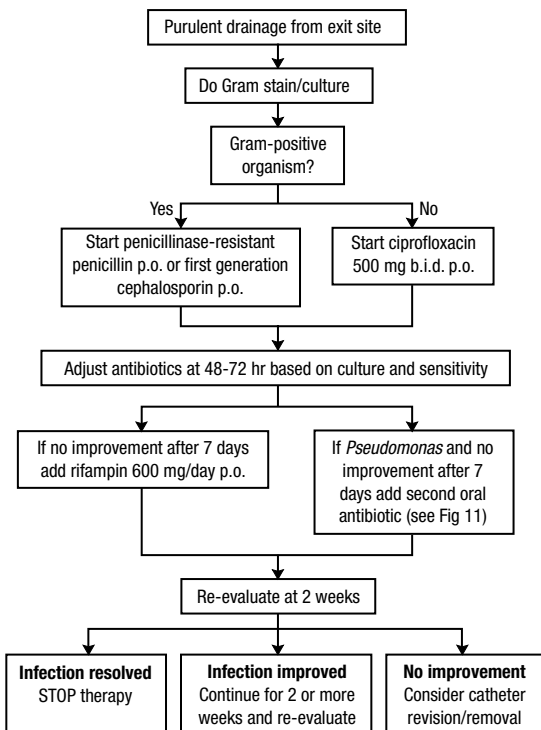 Purulent drainage from exit site
Do Gram stain/culture
Gram-positive
organism?
Yes
No
Start penicillinase-resistant
penicillin p.o. or first generation
cephalosporin p.o.
Start ciprofloxacin
500 mg b.i.d. p.o.
Adjust antibiotics at 48-72 hr based on culture and sensitivity
If no improvement after 7 days
add rifampin 600 mg/day p.o.
If Pseudomonas and no
improvement after 7
days add second oral
antibiotic (see Fig 11)
Re-evaluate at 2 weeks
Infection resolved
STOP therapy
Infection improved
Continue for 2 or more
weeks and re-evaluate
No improvement
Consider catheter
revision/removal